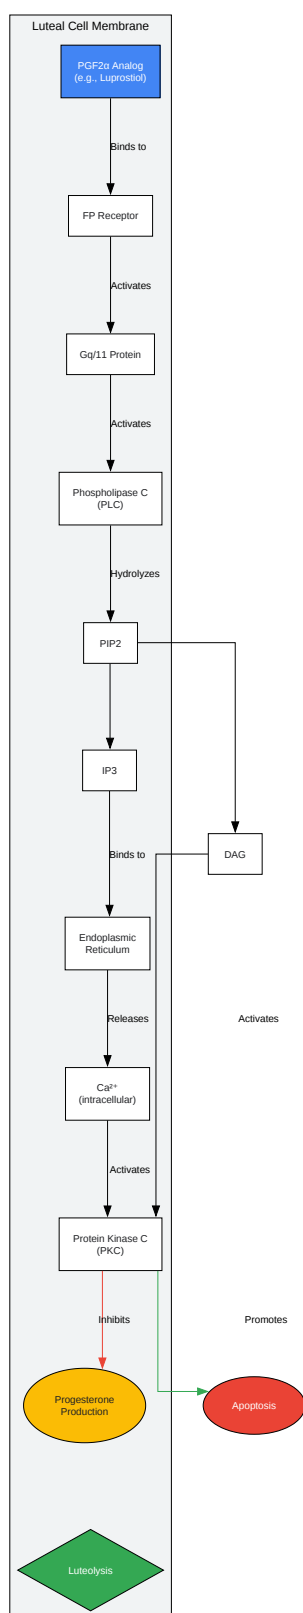 Luteal Cell Membrane
PGF2α Analog
(e.g., Luprostiol)
Binds to
FP Receptor
Activates
Gq/11 Protein
Activates
Phospholipase C
(PLC)
Hydrolyzes
PIP2
IP3
DAG
Binds to
Endoplasmic
Reticulum
Releases
Activates
Ca²⁺
(intracellular)
Activates
Protein Kinase C
(PKC)
Inhibits
Promotes
Progesterone
Production
Apoptosis
Luteolysis